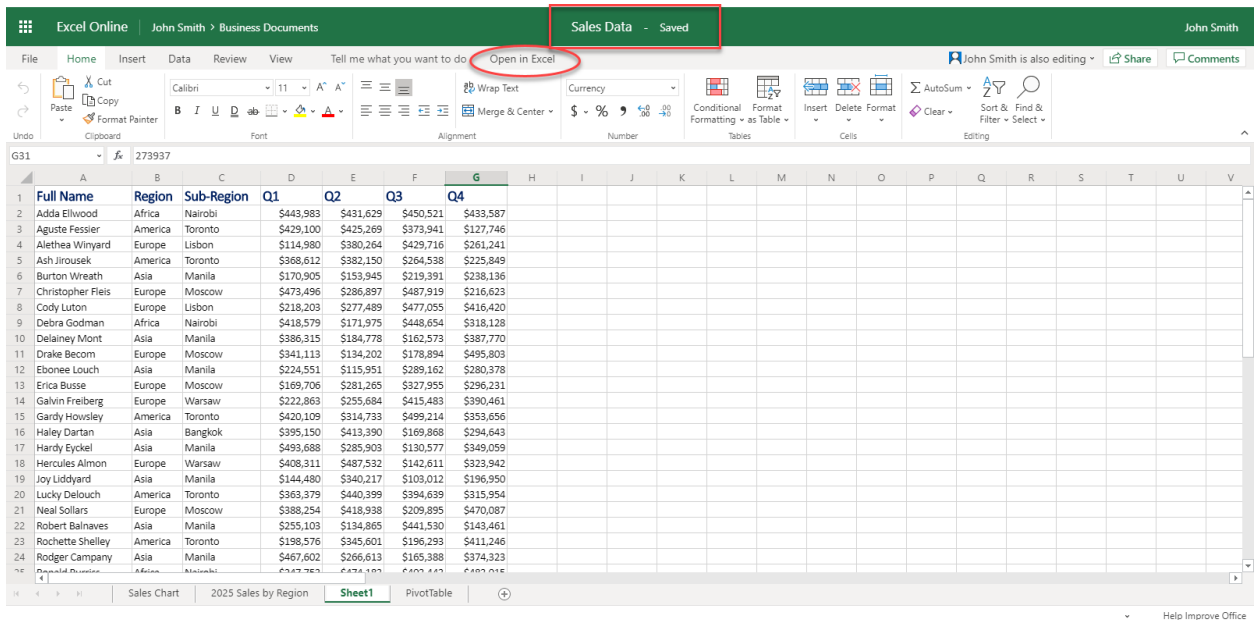 Excel Online John Smith > Business Documents Sales Data - Saved John Smith
File Home Insert Data Review View Tell me what you want to do Open in Excel John Smith is also editing Share Comments
Cut
Calibri 11 A^ A˅ ab Wrap Text Currency AutoSum
Paste Copy
Format Painter B I U D ab A Merge & Center $ % 9 .00 .00 Conditional Formatting Format as Table Insert Delete Format Clear Sort & Filter Find & Select
Undo Clipboard Font Alignment Number Tables Cells Editing
G31 fx 273937
A B C D E F G H I J K L M N O P Q R S T U V
1 Full Name Region Sub-Region Q1 Q2 Q3 Q4
2 Adda Ellwood Africa Nairobi $443,983 $431,629 $450,521 $433,587
3 Aguste Fessier America Toronto $429,100 $425,269 $373,941 $127,746
4 Alethea Winyard Europe Lisbon $114,980 $380,264 $429,716 $261,241
5 Ash Jirousek America Toronto $368,612 $382,150 $264,538 $225,849
6 Burton Wreath Asia Manila $170,905 $153,945 $219,391 $238,136
7 Christopher Fleis Europe Moscow $473,496 $286,897 $487,919 $216,623
8 Cody Luton Europe Lisbon $218,203 $277,489 $477,055 $416,420
9 Debra Godman Africa Nairobi $418,579 $171,975 $448,654 $318,128
10 Delainey Mont Asia Manila $386,315 $184,778 $162,573 $387,770
11 Drake Becom Europe Moscow $341,113 $134,202 $178,894 $495,803
12 Ebonee Louch Asia Manila $224,551 $115,951 $289,162 $280,378
13 Erica Busse Europe Moscow $169,706 $281,265 $327,955 $296,231
14 Galvin Freiberg Europe Warsaw $222,863 $255,684 $415,483 $390,461
15 Gardy Howsley America Toronto $420,109 $314,733 $499,214 $353,656
16 Haley Dartan Asia Bangkok $395,150 $413,390 $169,868 $294,643
17 Hardy Eyckel Asia Manila $493,688 $285,903 $130,577 $349,059
18 Hercules Almon Europe Warsaw $408,311 $487,532 $142,611 $323,942
19 Joy Liddyard Asia Manila $144,480 $340,217 $103,012 $196,950
20 Lucky Delouch America Toronto $363,379 $440,399 $394,639 $315,954
21 Neal Sollars Europe Moscow $388,254 $418,938 $209,895 $470,087
22 Robert Balnaves Asia Manila $255,103 $134,865 $441,530 $143,461
23 Rochette Shelley America Toronto $198,576 $345,601 $196,293 $411,246
24 Rodger Campany Asia Manila $467,602 $266,613 $165,388 $374,323
Sales Chart 2025 Sales by Region Sheet1 PivotTable
Help Improve Office